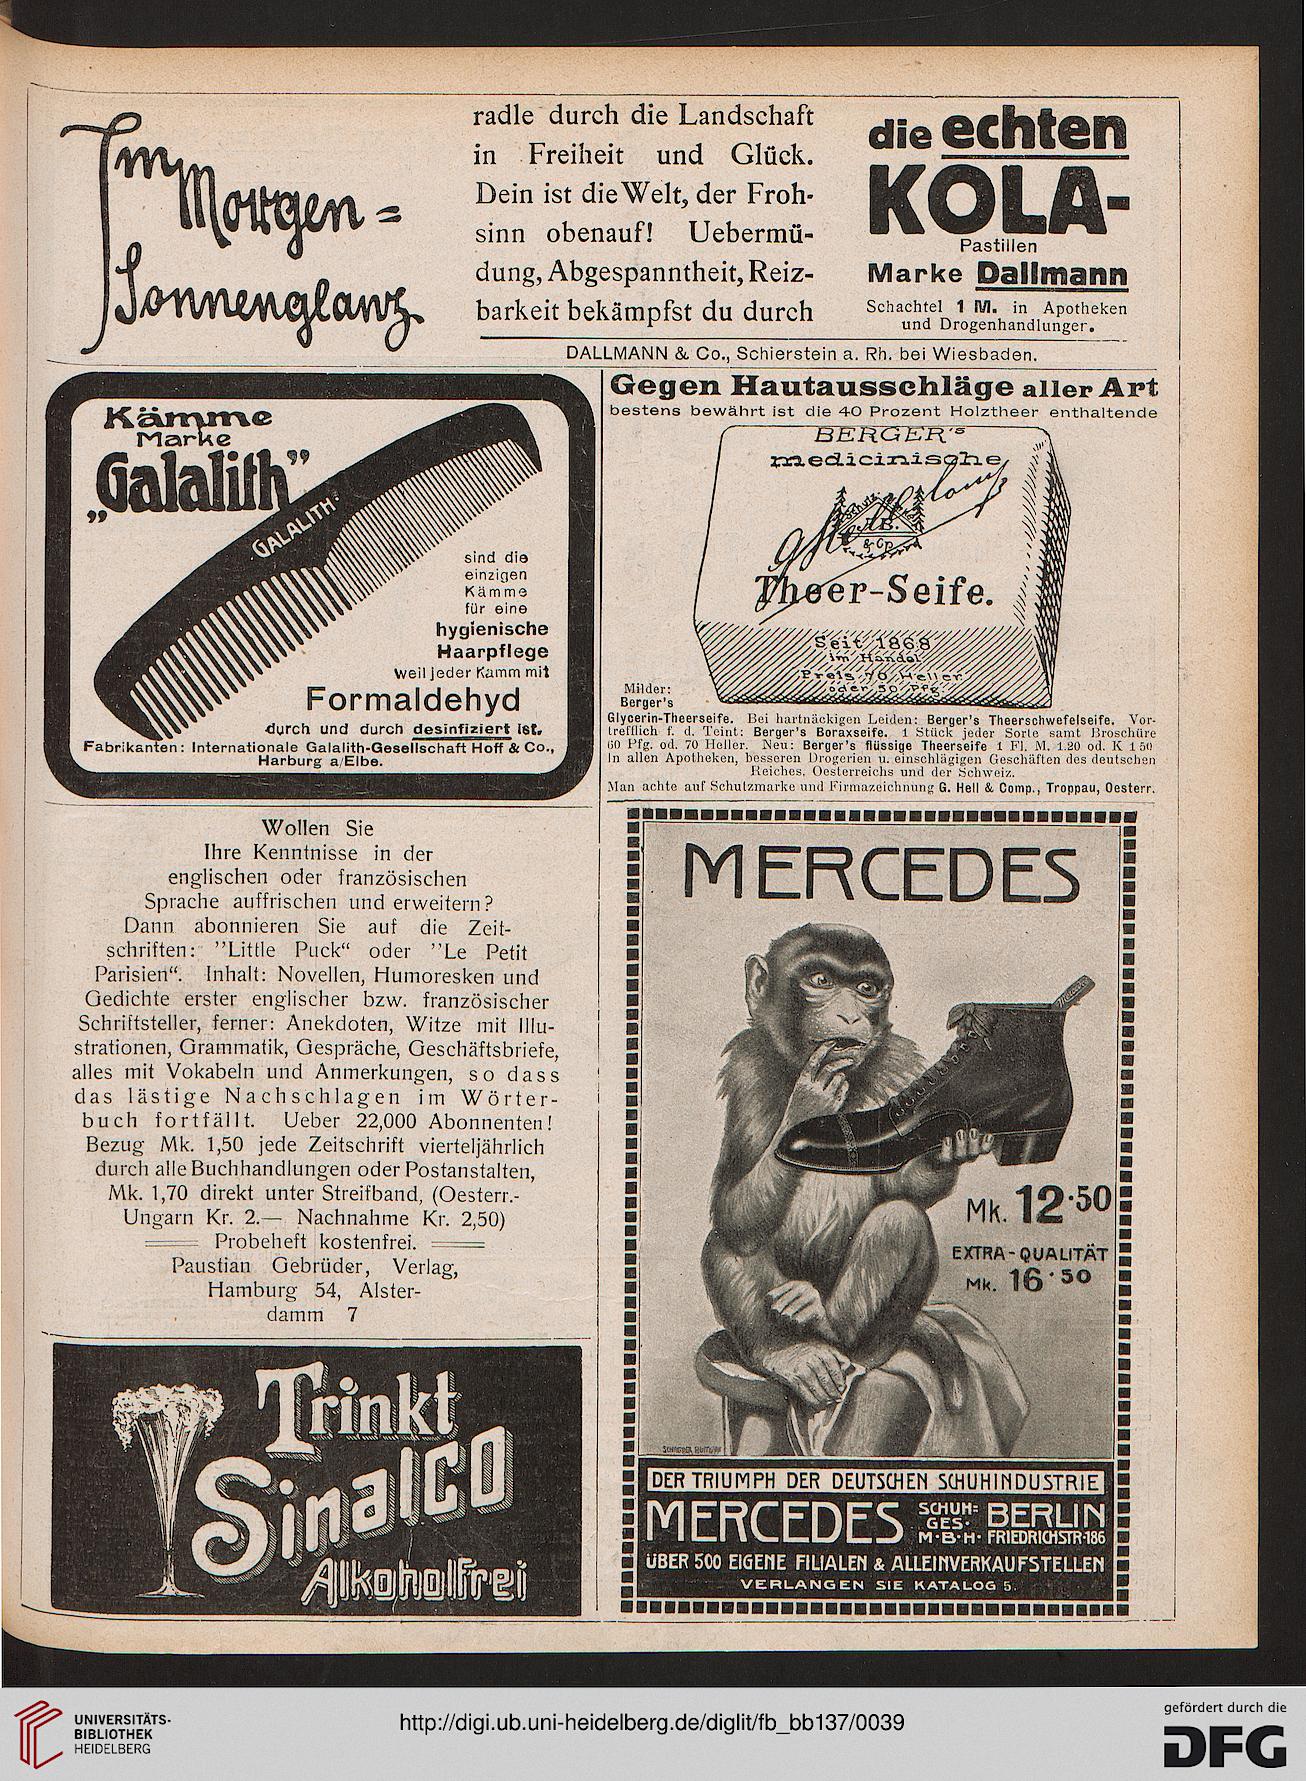 Im
Morgen =
Sonnenglanz
radle durch die Landschaft
in Freiheit und Glück.
Dein ist die Welt, der Froh-
sinn obenauf! Uebermü-
dung, Abgespanntheit, Reiz-
barkeit bekämpfst du durch
die echten
KOLA-
Pastillen
Marke Dallmann
Schachtel 1 M. in Apotheken
und Drogenhandlunger.
DALLMANN & Co., Schierstein a. Rh. bei Wiesbaden.
Kämme
Marke
„Galalith”
GALALITH
sind die
einzigen
Kämme
für eine
hygienische
Haarpflege
weil jeder Kamm mit
Formaldehyd
durch und durch desinfiziert ist.
Fabrikanten: Internationale Galalith-Gesellschaft Hoff & Co.,
Harburg a/Elbe.
Gegen Hautausschläge aller Art
bestens bewährt ist die 40 Prozent Holztheer enthaltende
BERGER's
medicinische
H.B.
& Co
Theer-Seife.
Seit 1868
im Handel
Preis 70 Heller
oder 50 Pfg.
Milder:
Berger's
Glycerin-Theerseife. Bei hartnäckigen Leiden: Berger's Theerschwefelseife. Vor-
trefflich f. d. Teint: Berger's Boraxseife. 1 Stück jeder Sorte samt Broschüre
60 Pfg. od. 70 Heller. Neu: Berger's flüssige Theerseife 1 Fl. M. 1.20 od. K 1 50
In allen Apotheken, besseren Drogerien u. einschlägigen Geschäften des deutschen
Reiches, Oesterreichs und der Schweiz.
Man achte auf Schutzmarke und Firmazeichnung G. Hell & Comp., Troppau, Oesterr.
Wollen Sie
Ihre Kenntnisse in der
englischen oder französischen
Sprache auffrischen und erweitern?
Dann abonnieren Sie auf die Zeit-
schriften: ”Little Puck“ oder ”Le Petit
Parisien“. Inhalt: Novellen, Humoresken und
Gedichte erster englischer bzw. französischer
Schriftsteller, ferner: Anekdoten, Witze mit Illu-
strationen, Grammatik, Gespräche, Geschäftsbriefe,
alles mit Vokabeln und Anmerkungen, so dass
das lästige Nachschlagen im Wörter-
buch fortfällt. Ueber 22,000 Abonnenten!
Bezug Mk. 1,50 jede Zeitschrift vierteljährlich
durch alle Buchhandlungen oder Postanstalten,
Mk. 1,70 direkt unter Streifband, (Oesterr.-
Ungarn Kr. 2.— Nachnahme Kr. 2,50)
Probeheft kostenfrei.
Paustian Gebrüder, Verlag,
Hamburg 54, Alster-
damm 7
Trinkt
Sinalco
Alkoholfrei
MERCEDES
Mercedes
Mk. 12·50
EXTRA-QUALITÄT
Mk. 16·50
DER TRIUMPH DER DEUTSCHEN SCHUHINDUSTRIE
MERCEDES SCHUH=GES·M·B·H· BERLIN FRIEDRICHSTR·186
ÜBER 500 EIGENE FILIALEN & ALLEINVERKAUFSTELLEN
VERLANGEN SIE KATALOG 5.
UNIVERSITÄTS-
BIBLIOTHEK
HEIDELBERG
http://digi.ub.uni-heidelberg.de/diglit/fb_bb137/0039
gefördert durch die
DFG